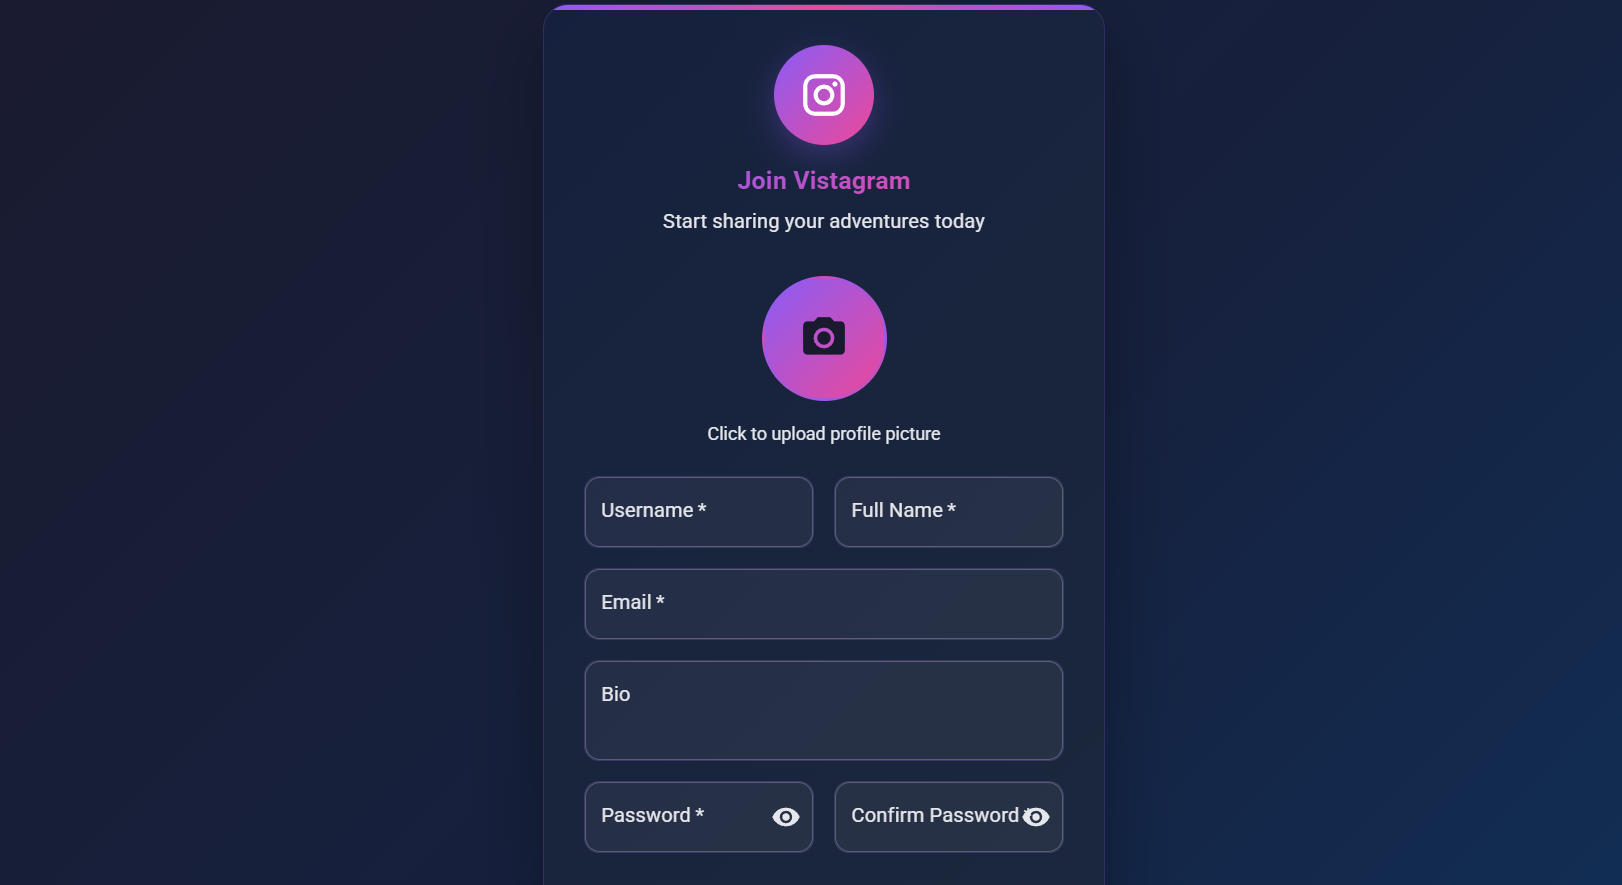 Join Vistagram
Start sharing your adventures today
Click to upload profile picture
Username *
Full Name *
Email *
Bio
Password *
Confirm Password